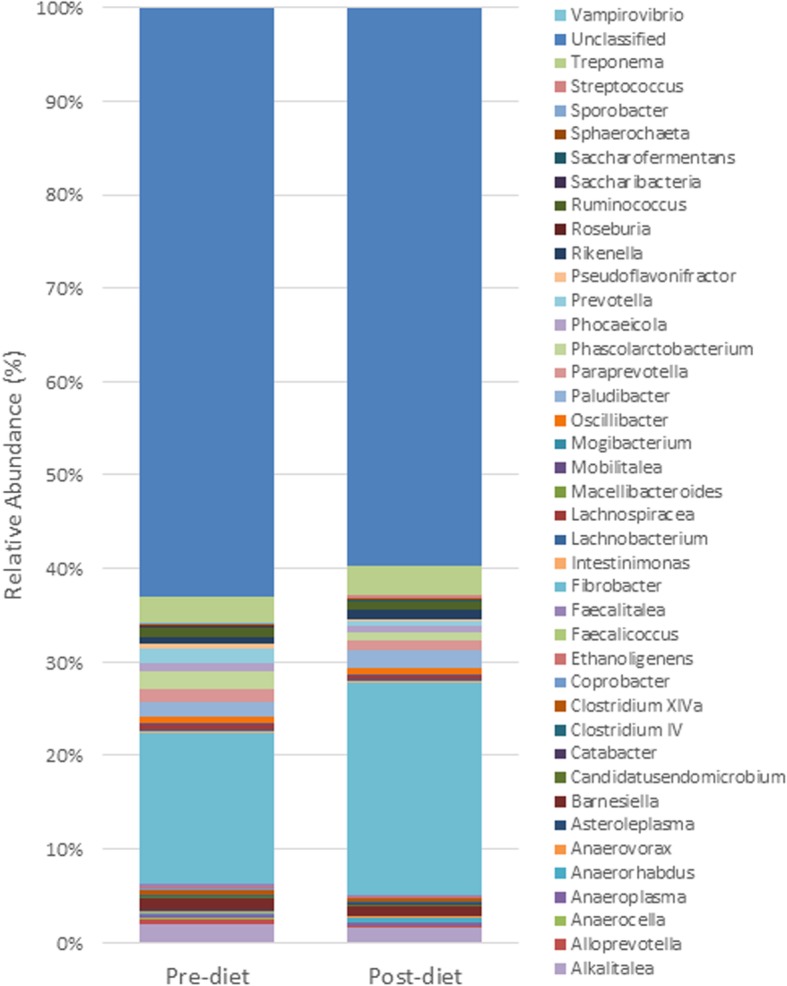 Relative Abundance (%)
100%
90%
80%
70%
60%
50%
40%
30%
20%
10%
0%
Pre-diet
Post-diet
Vampirovibrio
Unclassified
Treponema
Streptococcus
Sporobacter
Sphaerochaeta
Saccharofermentans
Saccharibacteria
Ruminococcus
Roseburia
Rikenella
Pseudoflavonifractor
Prevotella
Phocaeicola
Phascolarctobacterium
Paraprevotella
Paludibacter
Oscillibacter
Mogibacterium
Mobilitalea
Macellibacteroides
Lachnospiracea
Lachnobacterium
Intestinimonas
Fibrobacter
Faecalitalea
Faecalicoccus
Ethanoligenens
Coprobacter
Clostridium XIVa
Clostridium IV
Catabacter
Candidatusendomicrobium
Barnesiella
Asteroleplasma
Anaerovorax
Anaerorhabdus
Anaeroplasma
Anaerocella
Alloprevotella
Alkalitalea